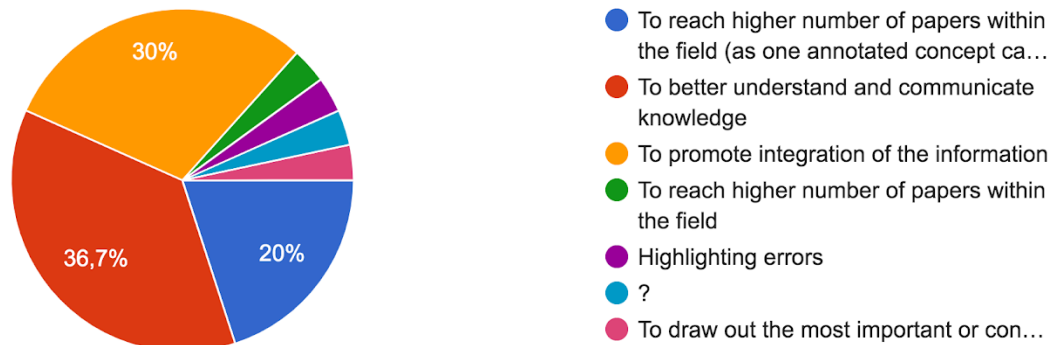 30%
36,7%
20%
To reach higher number of papers within
the field (as one annotated concept ca…
To better understand and communicate
knowledge
To promote integration of the information
To reach higher number of papers within
the field
Highlighting errors
?
To draw out the most important or con…